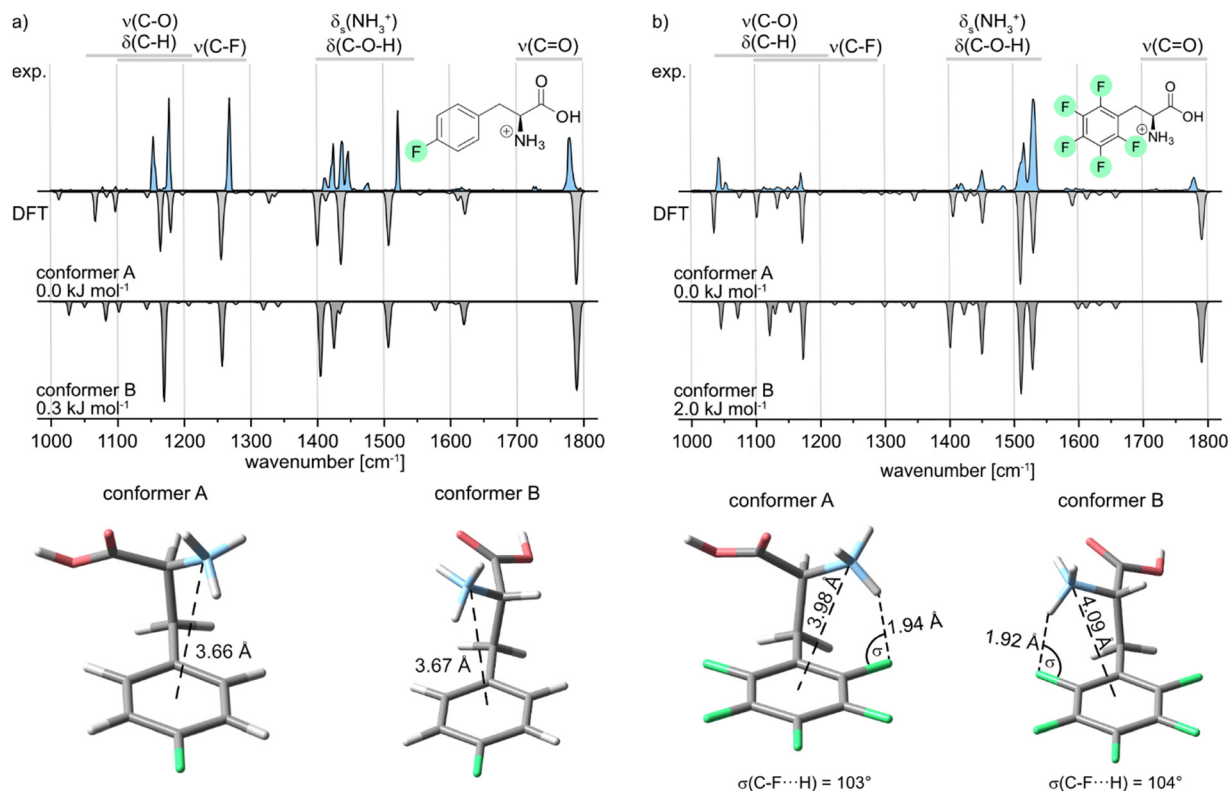 a)
ν(C-O)
δ(C-H)
ν(C-F)
δₛ(NH₃⁺)
δ(C-O-H)
ν(C=O)
exp.
O
OH
NH₃
+
F
DFT
conformer A
0.0 kJ mol⁻¹
conformer B
0.3 kJ mol⁻¹
1000 1100 1200 1300 1400 1500 1600 1700 1800
wavenumber [cm⁻¹]
conformer A
conformer B
3.66 Å
3.67 Å
b)
ν(C-O)
δ(C-H)
ν(C-F)
δₛ(NH₃⁺)
δ(C-O-H)
ν(C=O)
exp.
F
F
F
F
F
O
OH
NH₃
+
DFT
conformer A
0.0 kJ mol⁻¹
conformer B
2.0 kJ mol⁻¹
1000 1100 1200 1300 1400 1500 1600 1700 1800
wavenumber [cm⁻¹]
conformer A
conformer B
3.98 Å
1.94 Å
σ
1.92 Å
4.09 Å
σ
σ(C-F···H) = 103°
σ(C-F···H) = 104°